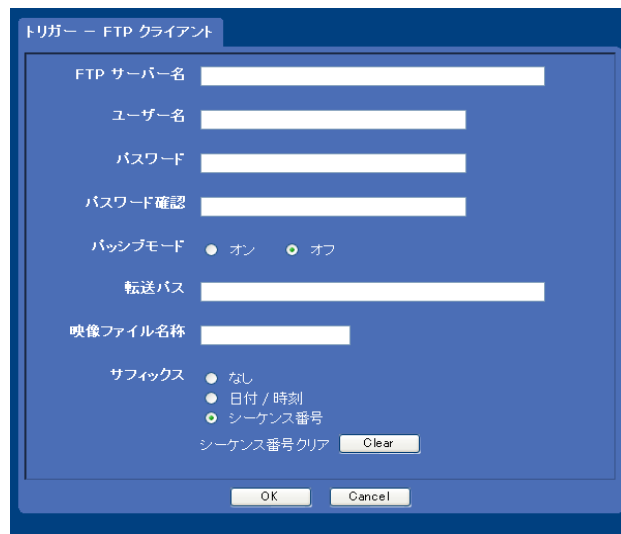 トリガー － FTP クライアント
FTP サーバー名
ユーザー名
パスワード
パスワード確認
パッシブモード オン オフ
転送パス
映像ファイル名称
サフィックス なし
日付 / 時刻
シーケンス番号
シーケンス番号クリア Clear
OK Cancel